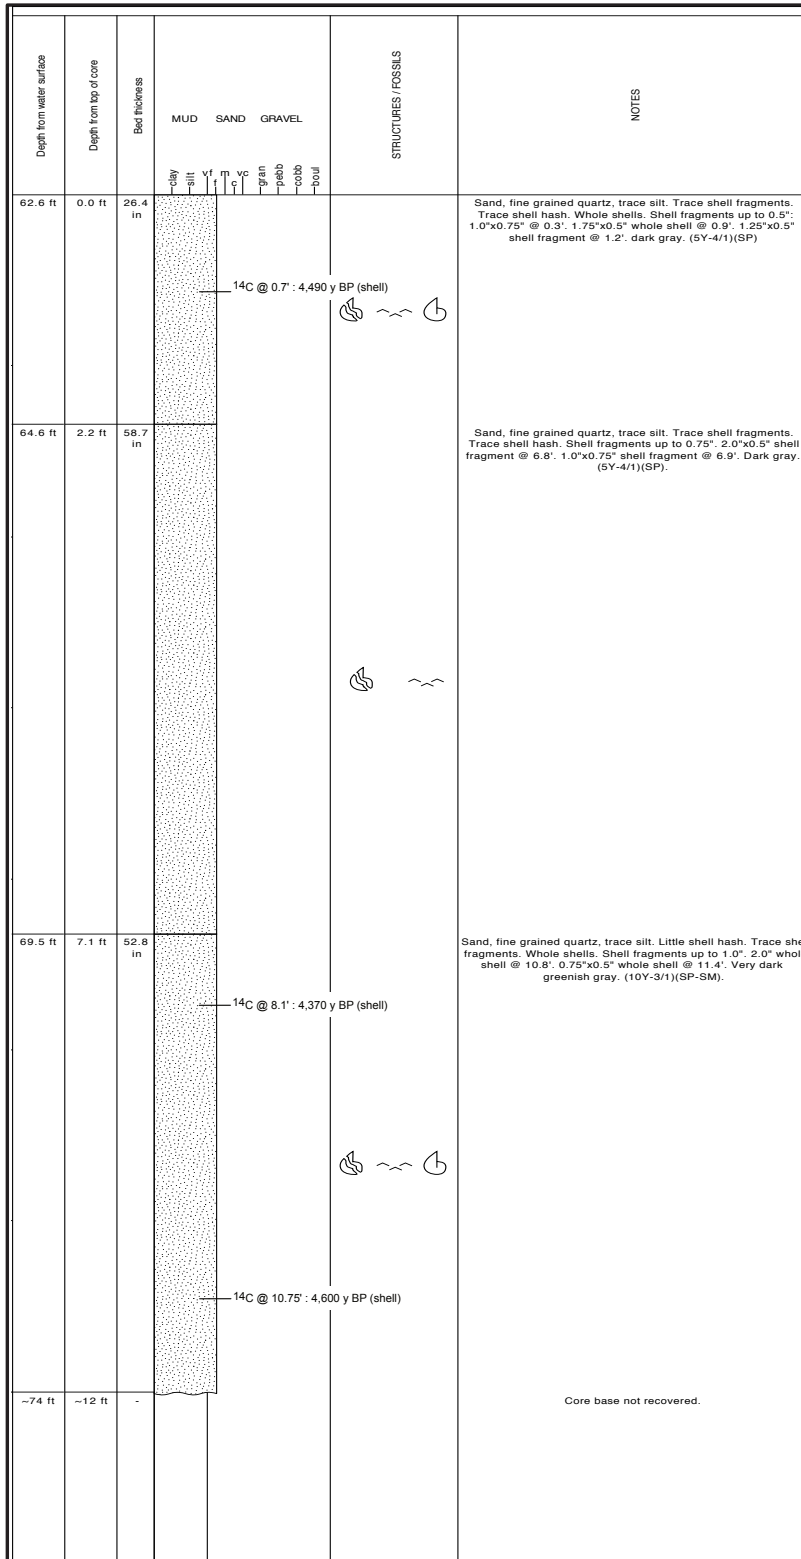 Depth from water surface
Depth from top of core
Bed thickness
MUD SAND GRAVEL
clay
silt
vf
f
m
c
vc
gran
pebb
cobb
boul
STRUCTURES / FOSSILS
NOTES
62.6 ft 0.0 ft 26.4
in
Sand, fine grained quartz, trace silt. Trace shell fragments.
Trace shell hash. Whole shells. Shell fragments up to 0.5":
1.0"x0.75" @ 0.3'. 1.75"x0.5" whole shell @ 0.9'. 1.25"x0.5"
shell fragment @ 1.2'. dark gray. (5Y-4/1)(SP)
14C @ 0.7' : 4,490 y BP (shell)
64.6 ft 2.2 ft 58.7
in
Sand, fine grained quartz, trace silt. Trace shell fragments.
Trace shell hash. Shell fragments up to 0.75". 2.0"x0.5" shell
fragment @ 6.8'. 1.0"x0.75" shell fragment @ 6.9'. Dark gray.
(5Y-4/1)(SP).
69.5 ft 7.1 ft 52.8
in
Sand, fine grained quartz, trace silt. Little shell hash. Trace she
fragments. Whole shells. Shell fragments up to 1.0". 2.0" whol
shell @ 10.8'. 0.75"x0.5" whole shell @ 11.4'. Very dark
greenish gray. (10Y-3/1)(SP-SM).
14C @ 8.1' : 4,370 y BP (shell)
14C @ 10.75' : 4,600 y BP (shell)
~74 ft ~12 ft -
Core base not recovered.